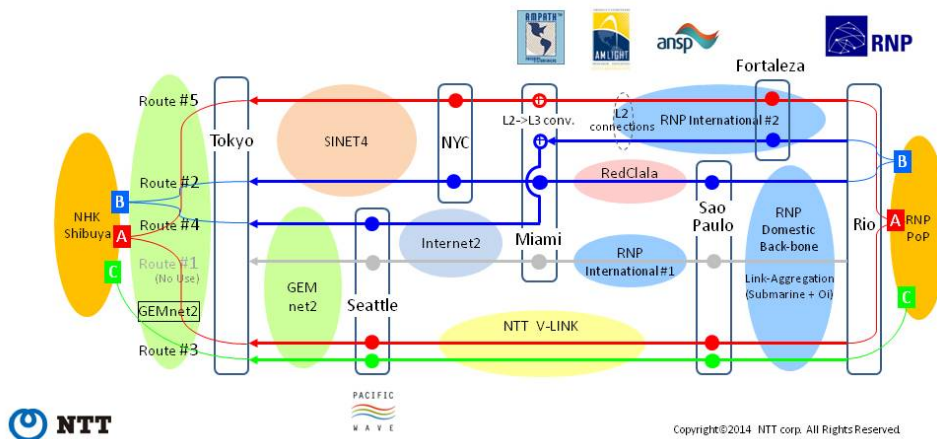 AMPATH
AMLIGHT
ansp
RNP
Fortaleza
Route #5
Tokyo
SINET4
NYC
L2->L3 conv.
L2
connections
RNP International #2
B
Route #2
B
RedClala
NHK
Shibuya
A
Route #4
Internet2
Miami
Sao
Paulo
RNP
Domestic
Back-bone
Rio
A
RNP
PoP
C
Route #1
(No Use)
GEM
net2
Seattle
RNP
International #1
Link-Aggregation
(Submarine + Oi)
C
GEMnet2
NTT V-LINK
Route #3
PACIFIC
WAVE
NTT
Copyright©2014 NTT corp. All Rights Reserved.